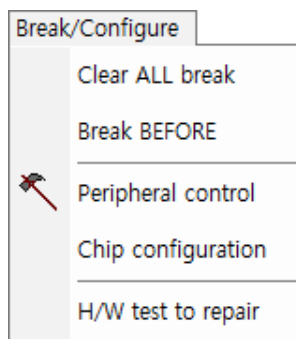 Break/Configure
Clear ALL break
Break BEFORE
Peripheral control
Chip configuration
H/W test to repair